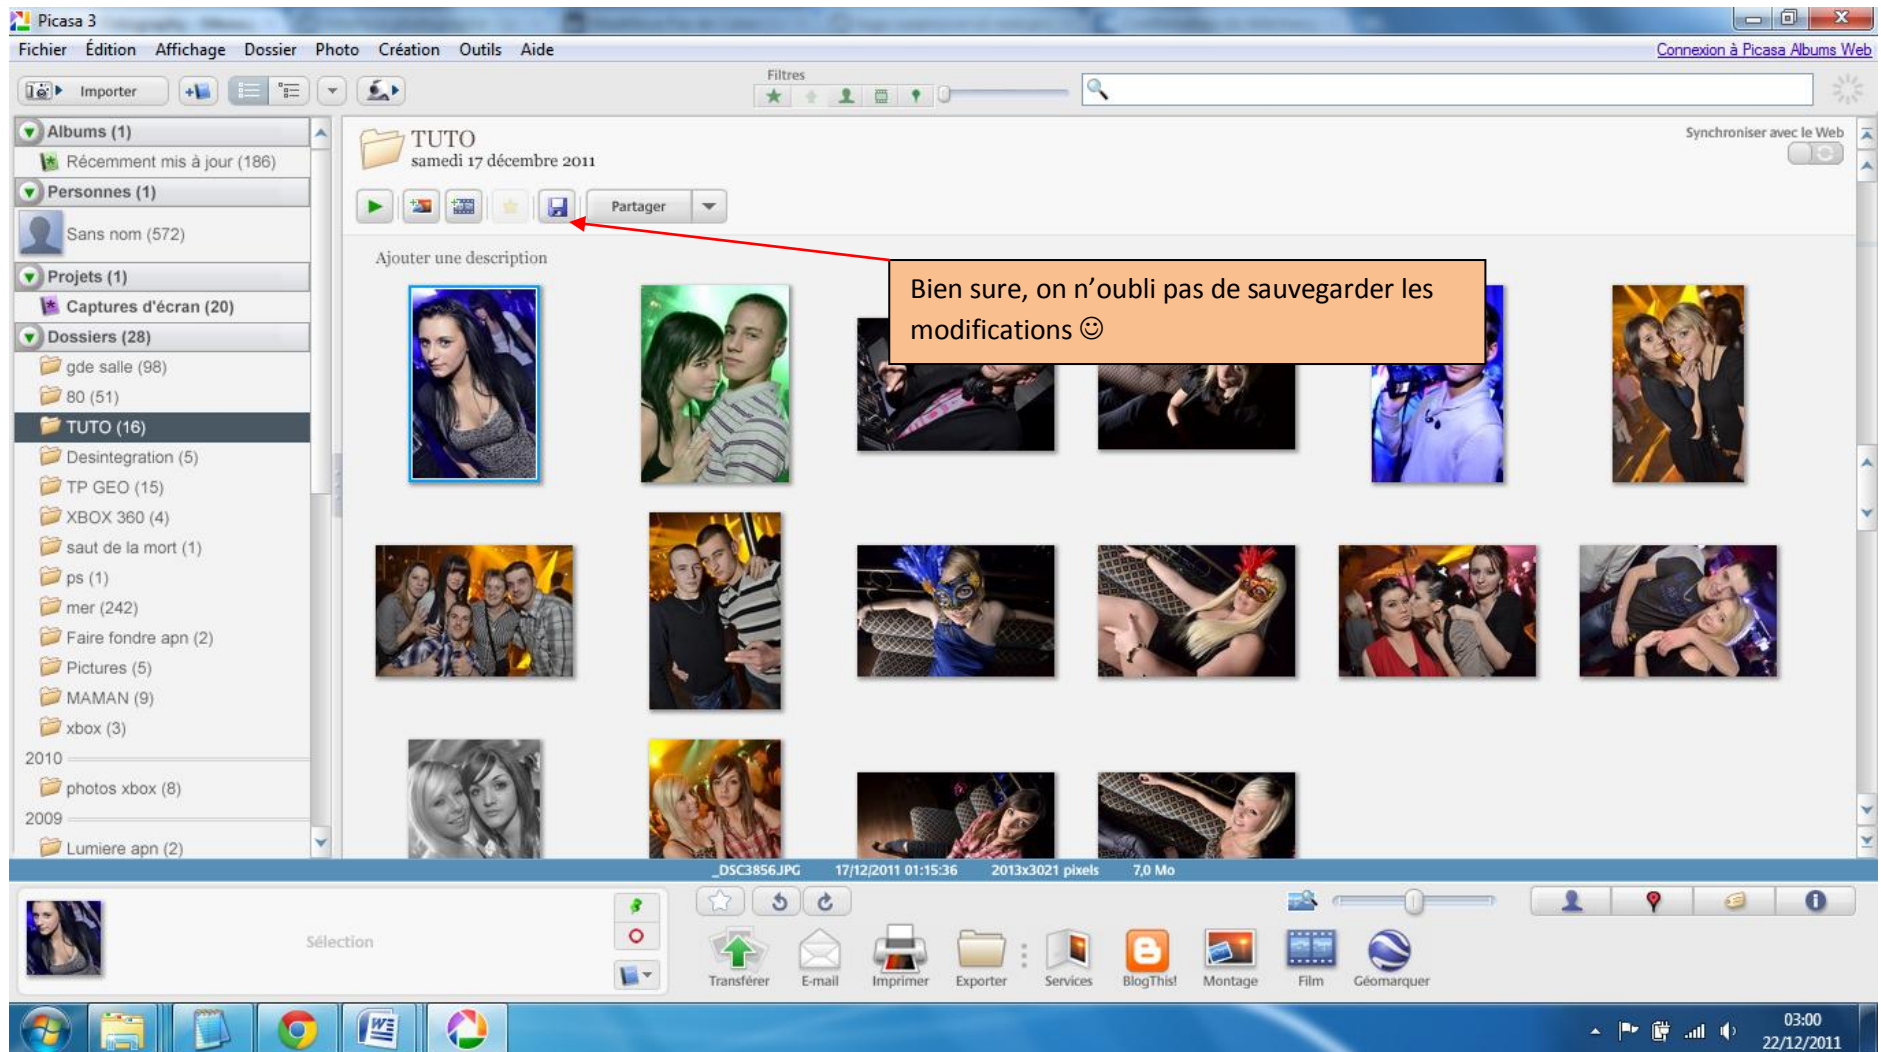 Picasa 3
Fichier Édition Affichage Dossier Photo Création Outils Aide
Connexion à Picasa Albums Web
Importer
Filtres
Albums (1)
Récemment mis à jour (186)
Personnes (1)
Sans nom (572)
Projets (1)
Captures d'écran (20)
Dossiers (28)
gde salle (98)
80 (51)
TUTO (16)
Desintegration (5)
TP GEO (15)
XBOX 360 (4)
saut de la mort (1)
ps (1)
mer (242)
Faire fondre apn (2)
Pictures (5)
MAMAN (9)
xbox (3)
2010
photos xbox (8)
2009
Lumiere apn (2)
TUTO
samedi 17 décembre 2011
Synchroniser avec le Web
Partager
Ajouter une description
Bien sure, on n’oubli pas de sauvegarder les
modifications ☺
_DSC3856.JPG 17/12/2011 01:15:36 2013x3021 pixels 7,0 Mo
Sélection
Transférer E-mail Imprimer Exporter Services BlogThis! Montage Film Géomarquer
03:00
22/12/2011